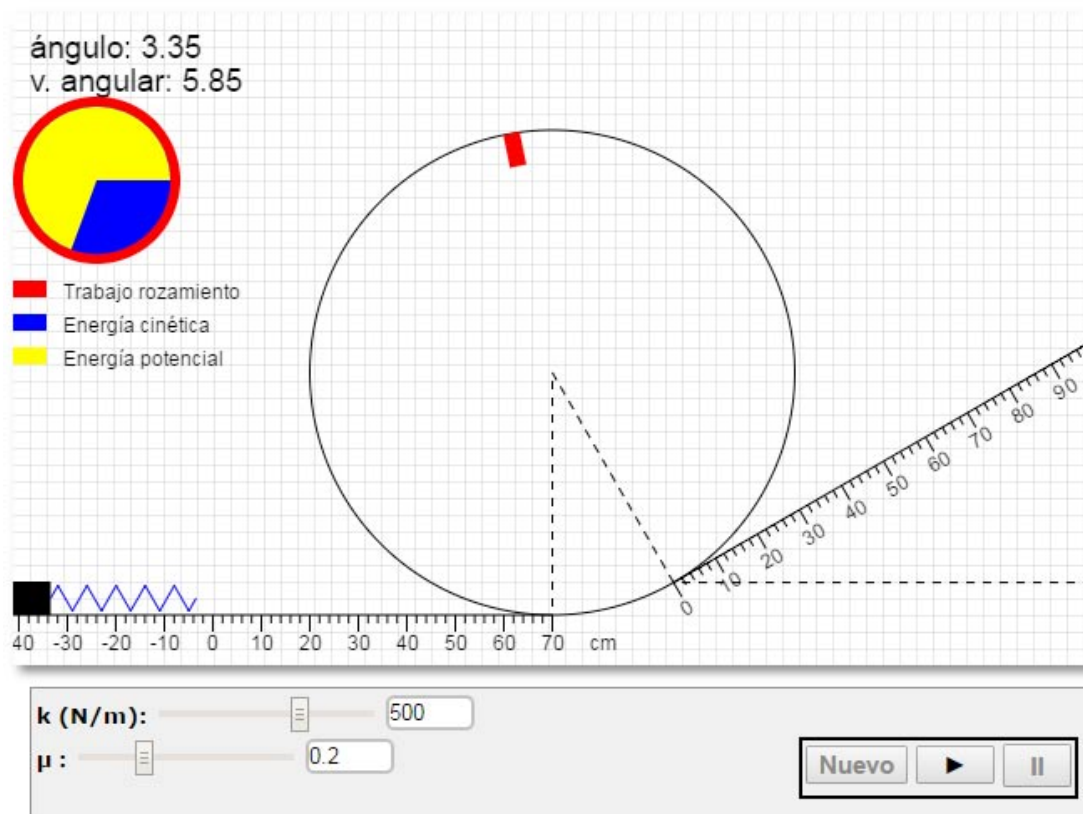 ángulo: 3.35
v. angular: 5.85
Trabajo rozamiento
Energía cinética
Energía potencial
0 10 20 30 40 50 60 70 80 90
40 -30 -20 -10 0 10 20 30 40 50 60 70 cm
k (N/m): 500
μ : 0.2
Nuevo